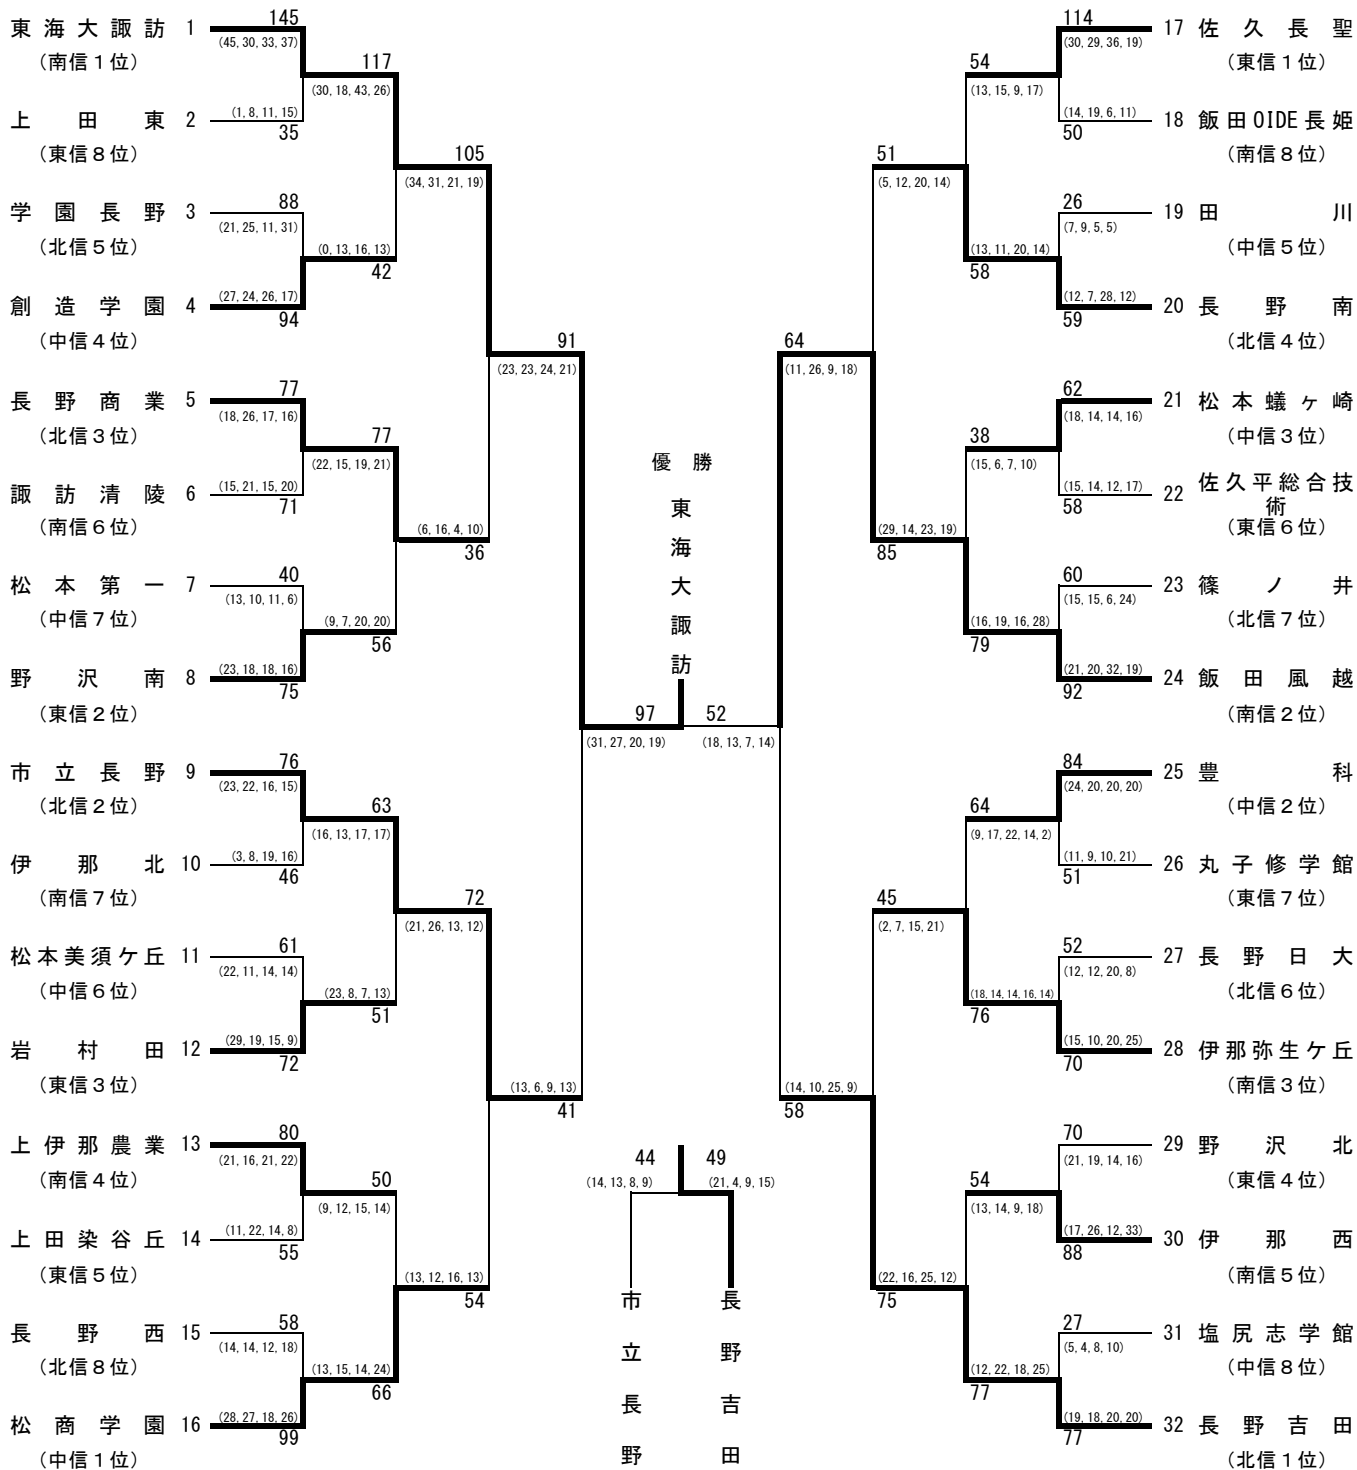 東海大諏訪 1 145
(45, 30, 33, 37)
(南信1位)
117
(30, 18, 43, 26)
上田東 2 (1, 8, 11, 15)
35
(東信8位)
105
(34, 31, 21, 19)
学園長野 3 88
(21, 25, 11, 31)
(北信5位)
(0, 13, 16, 13)
42
創造学園 4 (27, 24, 26, 17)
94
(中信4位)
91
(23, 23, 24, 21)
長野商業 5 77
(18, 26, 17, 16)
(北信3位)
77
(22, 15, 19, 21)
諏訪清陵 6 (15, 21, 15, 20)
71
(南信6位)
(6, 16, 4, 10)
36
松本第一 7 40
(13, 10, 11, 6)
(中信7位)
(9, 7, 20, 20)
56
野沢南 8 (23, 18, 18, 16)
75
(東信2位)
市立長野 9 76
(23, 22, 16, 15)
(北信2位)
63
(16, 13, 17, 17)
伊那北 10 (3, 8, 19, 16)
46
(南信7位)
72
(21, 26, 13, 12)
松本美須ケ丘 11 61
(22, 11, 14, 14)
(中信6位)
(23, 8, 7, 13)
51
岩村田 12 (29, 19, 15, 9)
72
(東信3位)
(13, 6, 9, 13)
41
上伊那農業 13 80
(21, 16, 21, 22)
(南信4位)
50
(9, 12, 15, 14)
上田染谷丘 14 (11, 22, 14, 8)
55
(東信5位)
(13, 12, 16, 13)
54
長野西 15 58
(14, 14, 12, 18)
(北信8位)
(13, 15, 14, 24)
66
松商学園 16 (28, 27, 18, 26)
99
(中信1位)
優勝
東海大諏訪
97 52
(31, 27, 20, 19) (18, 13, 7, 14)
44 49
(14, 13, 8, 9) (21, 4, 9, 15)
市立長野
長野吉田
114 17 佐久長聖
(30, 29, 36, 19)
(東信1位)
54
(13, 15, 9, 17)
(14, 19, 6, 11) 18 飯田OIDE長姫
50
(南信8位)
51
(5, 12, 20, 14)
26 19 田川
(7, 9, 5, 5)
(中信5位)
(13, 11, 20, 14)
58
(12, 7, 28, 12) 20 長野南
59
(北信4位)
64
(11, 26, 9, 18)
62 21 松本蟻ヶ崎
(18, 14, 14, 16)
(中信3位)
38
(15, 6, 7, 10)
(15, 14, 12, 17) 22 佐久平総合技
術
58
(東信6位)
(29, 14, 23, 19)
85
60 23 篠ノ井
(15, 15, 6, 24)
(北信7位)
(16, 19, 16, 28)
79
(21, 20, 32, 19) 24 飯田風越
92
(南信2位)
84 25 豊科
(24, 20, 20, 20)
(中信2位)
64
(9, 17, 22, 14, 2)
(11, 9, 10, 21) 26 丸子修学館
51
(東信7位)
45
(2, 7, 15, 21)
52 27 長野日大
(12, 12, 20, 8)
(北信6位)
(18, 14, 14, 16, 14)
76
(15, 10, 20, 25) 28 伊那弥生ケ丘
70
(南信3位)
(14, 10, 25, 9)
58
70 29 野沢北
(21, 19, 14, 16)
(東信4位)
54
(13, 14, 9, 18)
(17, 26, 12, 33) 30 伊那西
88
(南信5位)
(22, 16, 25, 12)
75
27 31 塩尻志学館
(5, 4, 8, 10)
(中信8位)
(12, 22, 18, 25)
77
(19, 18, 20, 20) 32 長野吉田
77
(北信1位)